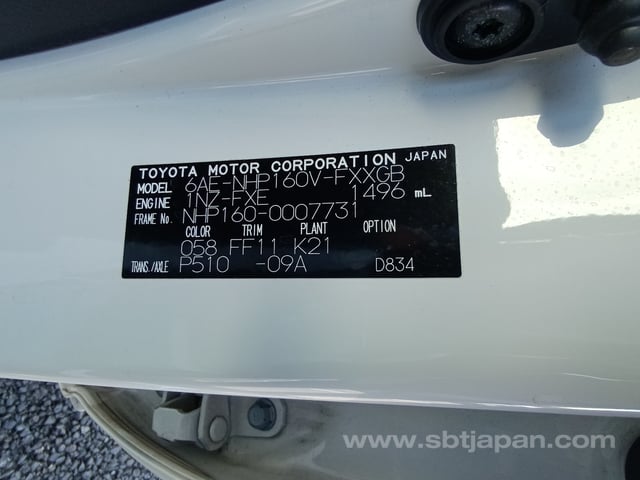 TOYOTA MOTOR CORPORATION JAPAN
MODEL 6AE-NHP160V-FXXGB
ENGINE 1NZ-FXE 1496 mL
FRAME No. NHP160-0007731
COLOR TRIM PLANT OPTION
058 FF11 K21
TRANS./AXLE P510 -09A D834
www.sbtjapan.com